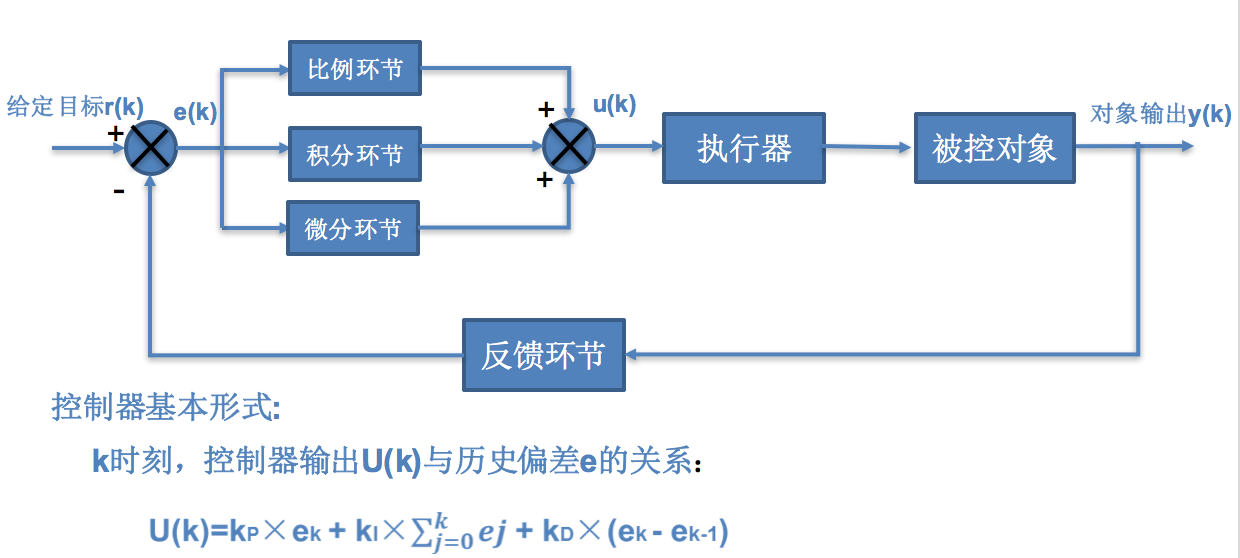 给定目标r(k)
+
-
e(k)
比例环节
积分环节
微分环节
+
+
u(k)
执行器
被控对象
对象输出y(k)
反馈环节
控制器基本形式:
k时刻，控制器输出U(k)与历史偏差e的关系：
U(k)=kP×ek + kI×∑_{j=0}^{k} ej + kD×(ek - ek-1)